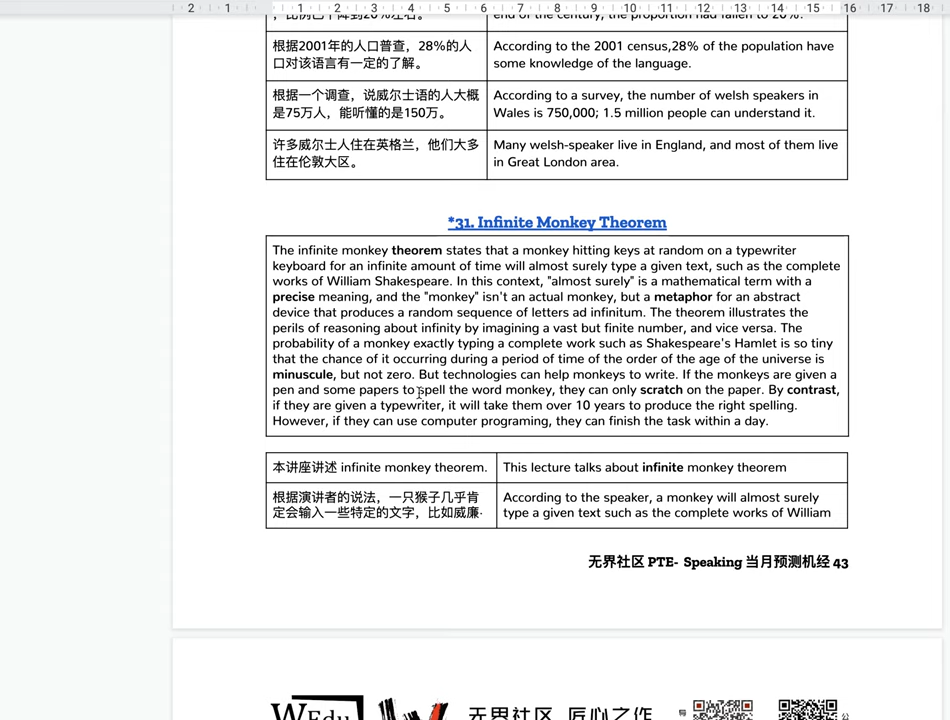 2 1 1 2 3 4 5 6 7 8 9 10 11 12 13 14 15 16 17 18
，比例已下降到20%左右。
end of the century, the proportion had fallen to 20%.
根据2001年的人口普查，28%的人
口对该语言有一定的了解。
According to the 2001 census,28% of the population have
some knowledge of the language.
根据一个调查，说威尔士语的人大概
是75万人，能听懂的是150万。
According to a survey, the number of welsh speakers in
Wales is 750,000; 1.5 million people can understand it.
许多威尔士人住在英格兰，他们大多
住在伦敦大区。
Many welsh-speaker live in England, and most of them live
in Great London area.
*31. Infinite Monkey Theorem
The infinite monkey theorem states that a monkey hitting keys at random on a typewriter
keyboard for an infinite amount of time will almost surely type a given text, such as the complete
works of William Shakespeare. In this context, "almost surely" is a mathematical term with a
precise meaning, and the "monkey" isn't an actual monkey, but a metaphor for an abstract
device that produces a random sequence of letters ad infinitum. The theorem illustrates the
perils of reasoning about infinity by imagining a vast but finite number, and vice versa. The
probability of a monkey exactly typing a complete work such as Shakespeare's Hamlet is so tiny
that the chance of it occurring during a period of time of the order of the age of the universe is
minuscule, but not zero. But technologies can help monkeys to write. If the monkeys are given a
pen and some papers to spell the word monkey, they can only scratch on the paper. By contrast,
if they are given a typewriter, it will take them over 10 years to produce the right spelling.
However, if they can use computer programing, they can finish the task within a day.
本讲座讲述 infinite monkey theorem.
This lecture talks about infinite monkey theorem
根据演讲者的说法，一只猴子几乎肯
定会输入一些特定的文字，比如威廉·
According to the speaker, a monkey will almost surely
type a given text such as the complete works of William
无界社区 PTE- Speaking 当月预测机经 43
WEdu
无界社区 匠心之作